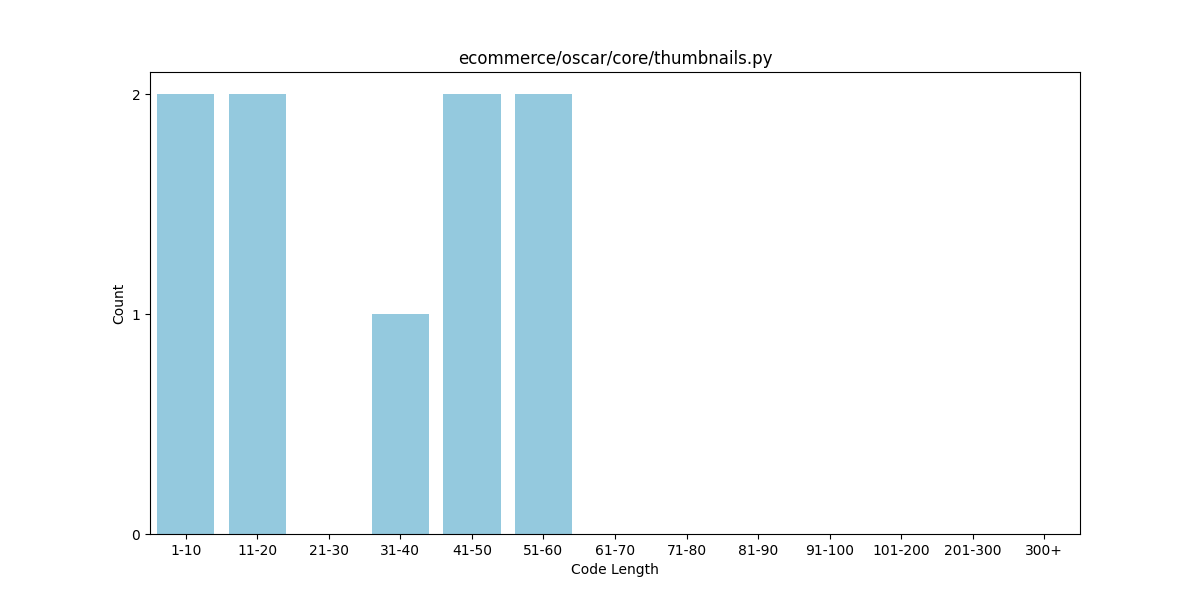 ecommerce/oscar/core/thumbnails.py
2
1
0
Count
1-10 11-20 21-30 31-40 41-50 51-60 61-70 71-80 81-90 91-100 101-200 201-300 300+
Code Length